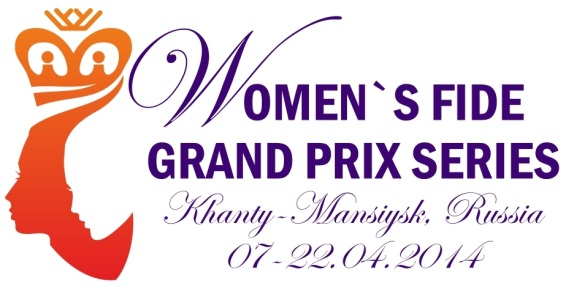 WOMEN`S FIDE
GRAND PRIX SERIES
Khanty-Mansiysk, Russia
07-22.04.2014